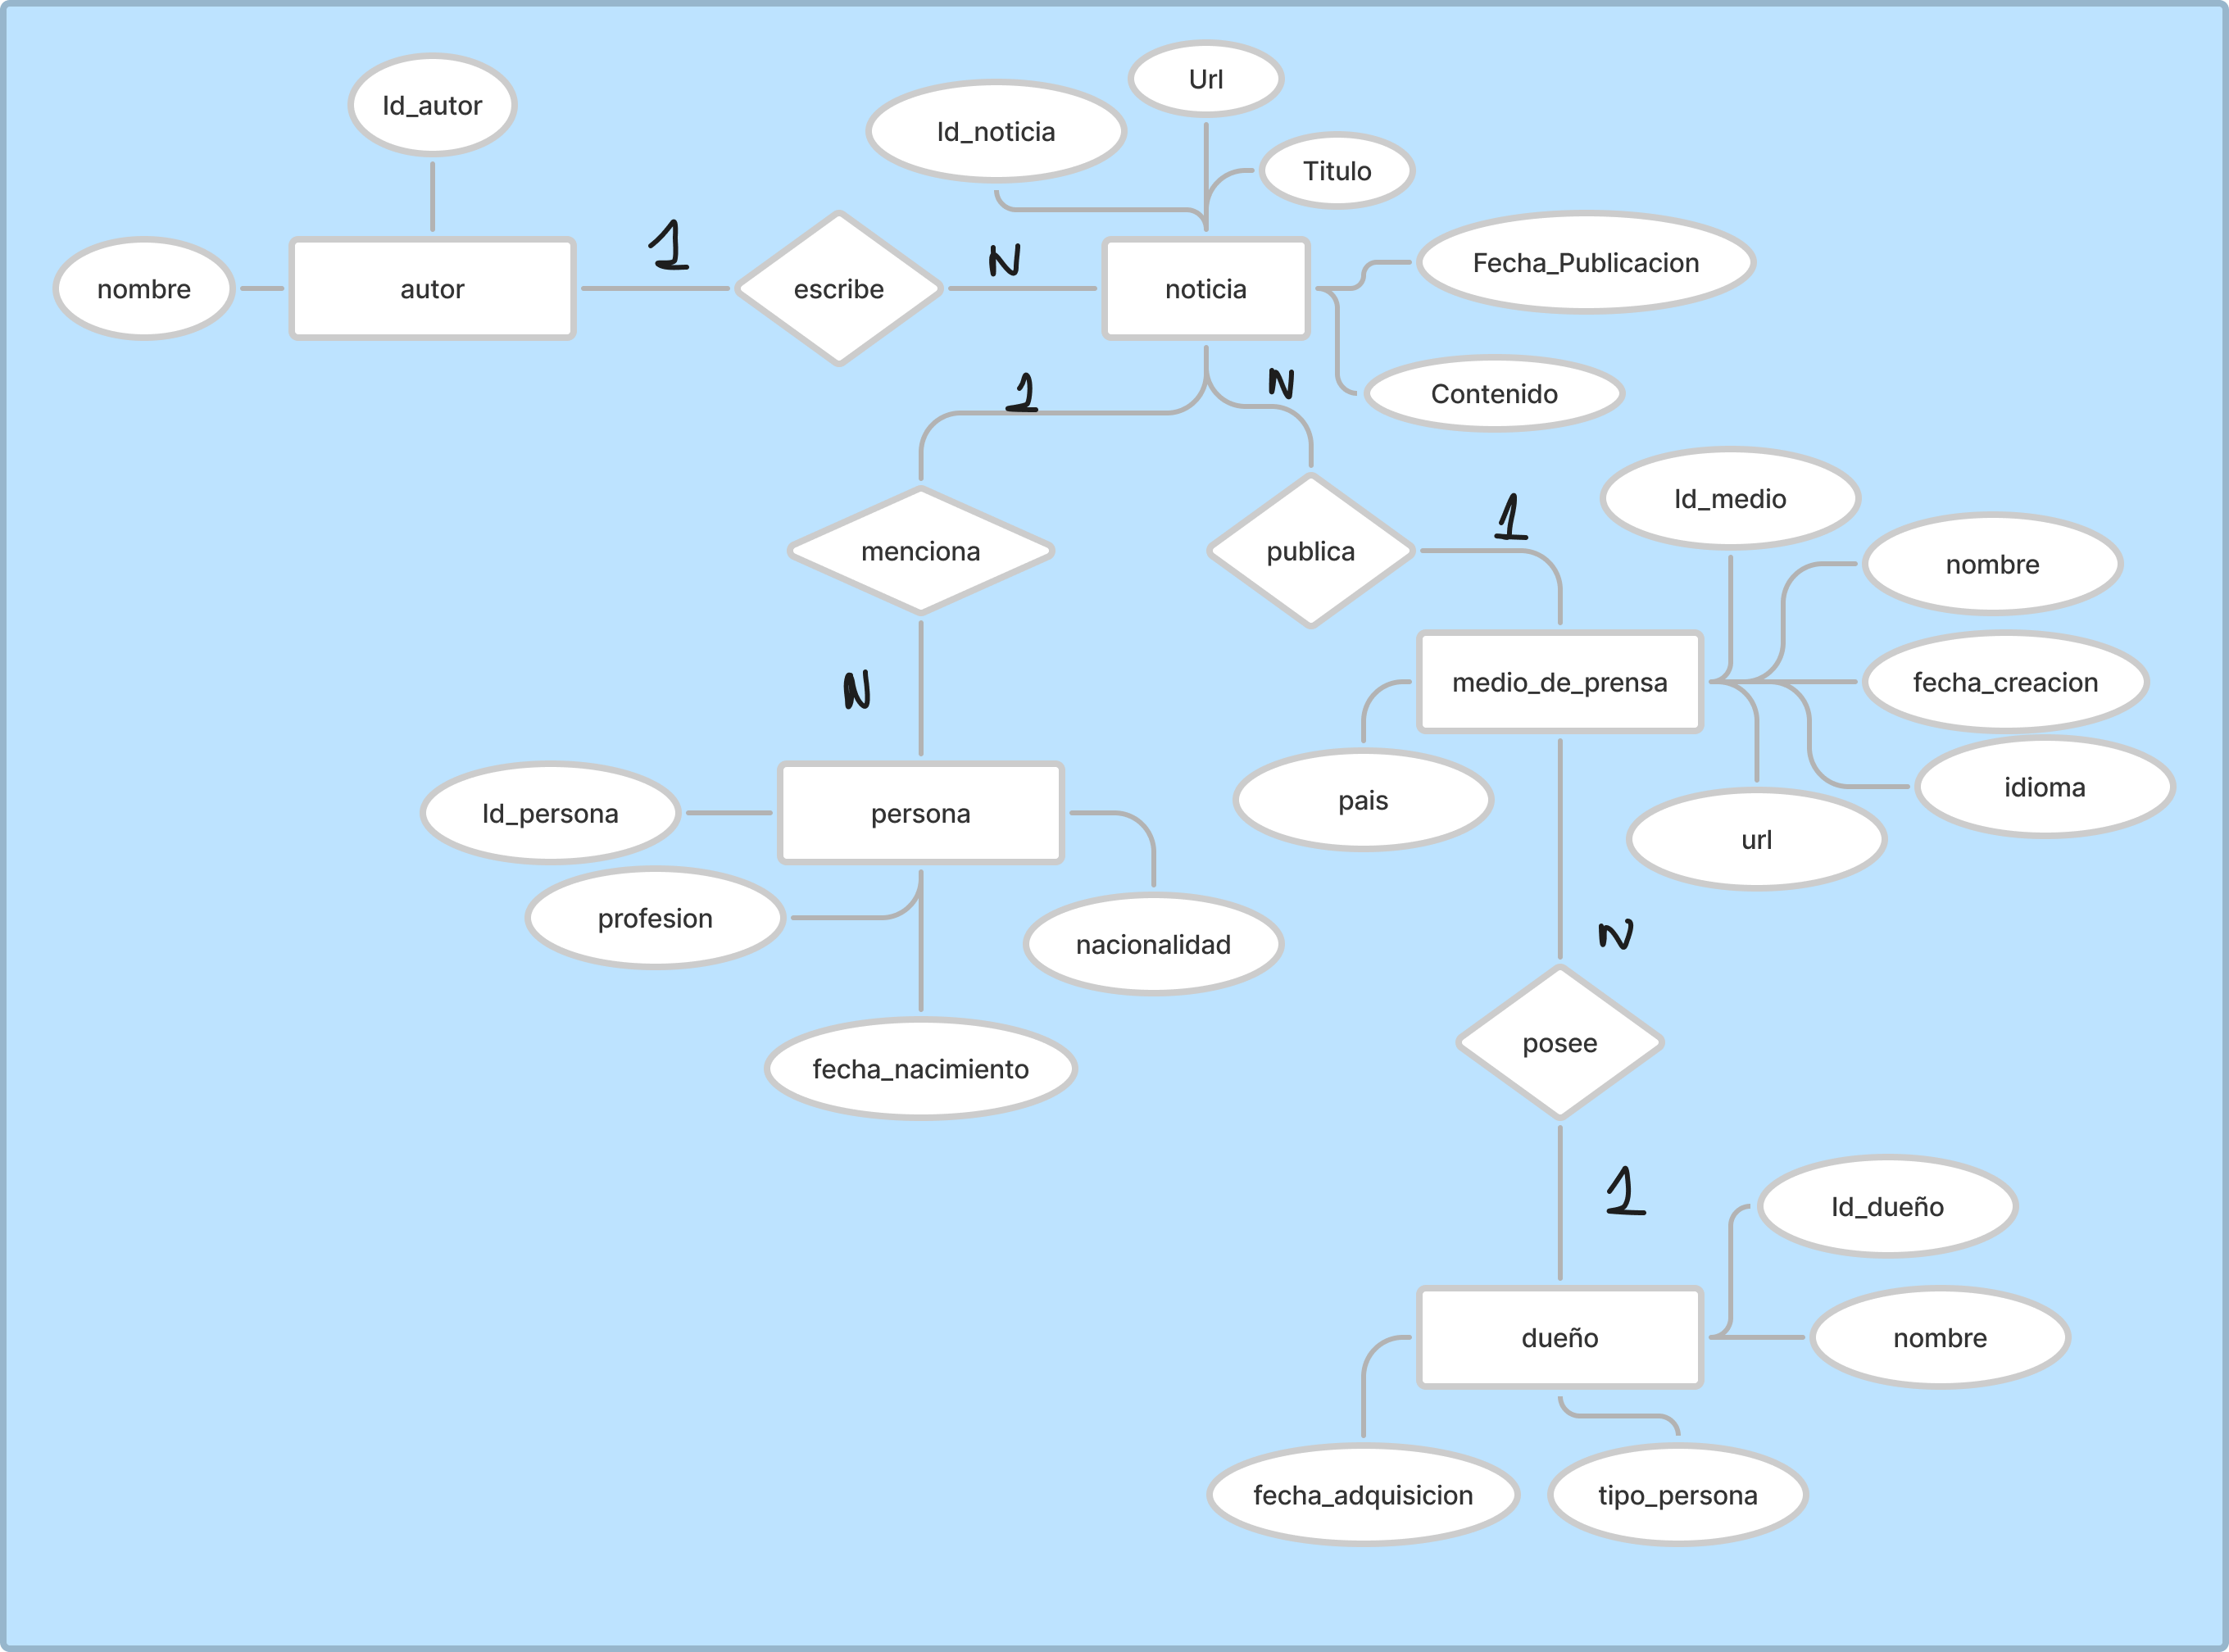 Url
Id_autor
Id_noticia
Titulo
1
N
Fecha_Publicacion
nombre
autor
escribe
noticia
1
N
Contenido
Id_medio
1
menciona
publica
nombre
N
medio_de_prensa
fecha_creacion
pais
idioma
Id_persona
persona
url
profesion
nacionalidad
N
posee
fecha_nacimiento
1
Id_dueño
dueño
nombre
fecha_adquisicion
tipo_persona